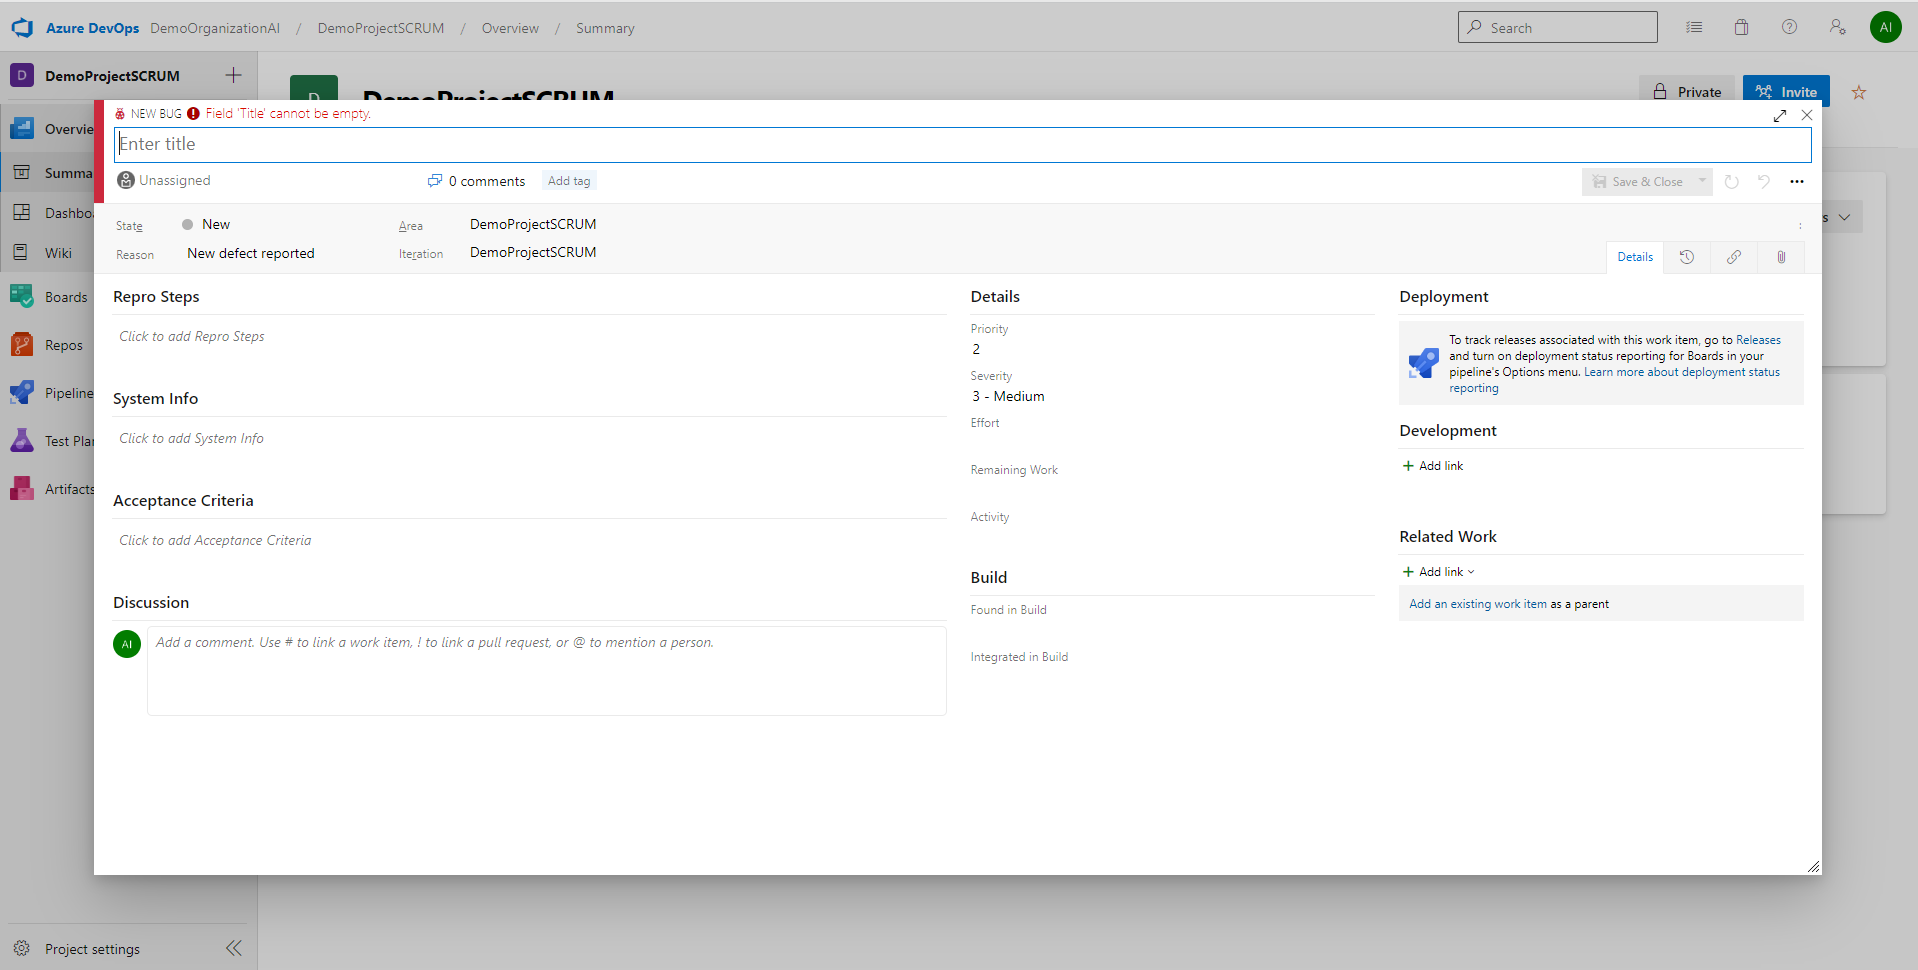 Azure DevOps DemoOrganizationAI / DemoProjectSCRUM / Overview / Summary Search AI
D DemoProjectSCRUM
D DemoProjectSCRUM Private Invite
NEW BUG Field 'Title' cannot be empty.
Enter title
Unassigned 0 comments Add tag Save & Close
State New Area DemoProjectSCRUM
Reason New defect reported Iteration DemoProjectSCRUM
Details
Overvie
Summa
Dashbo
Wiki
Boards
Repos
Pipeline
Test Pla
Artifacts
Repro Steps
Click to add Repro Steps
System Info
Click to add System Info
Acceptance Criteria
Click to add Acceptance Criteria
Discussion
AI Add a comment. Use # to link a work item, ! to link a pull request, or @ to mention a person.
Details
Priority
2
Severity
3 - Medium
Effort
Remaining Work
Activity
Build
Found in Build
Integrated in Build
Deployment
To track releases associated with this work item, go to Releases
and turn on deployment status reporting for Boards in your
pipeline's Options menu. Learn more about deployment status
reporting
Development
+ Add link
Related Work
+ Add link
Add an existing work item as a parent
Project settings